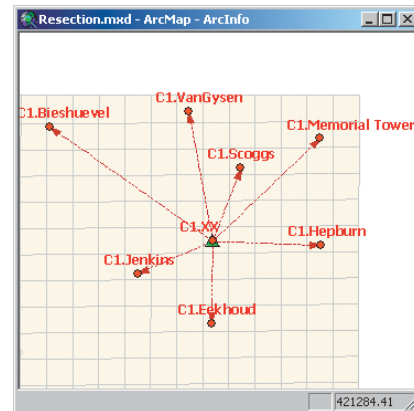 Resection.mxd - ArcMap - ArcInfo
C1.VanGysen
C1.Bieshuevel
C1.Memorial Tower
C1.Scoggs
C1.XX
C1.Hepburn
C1.Jenkins
C1.Eekhoud
421284.41